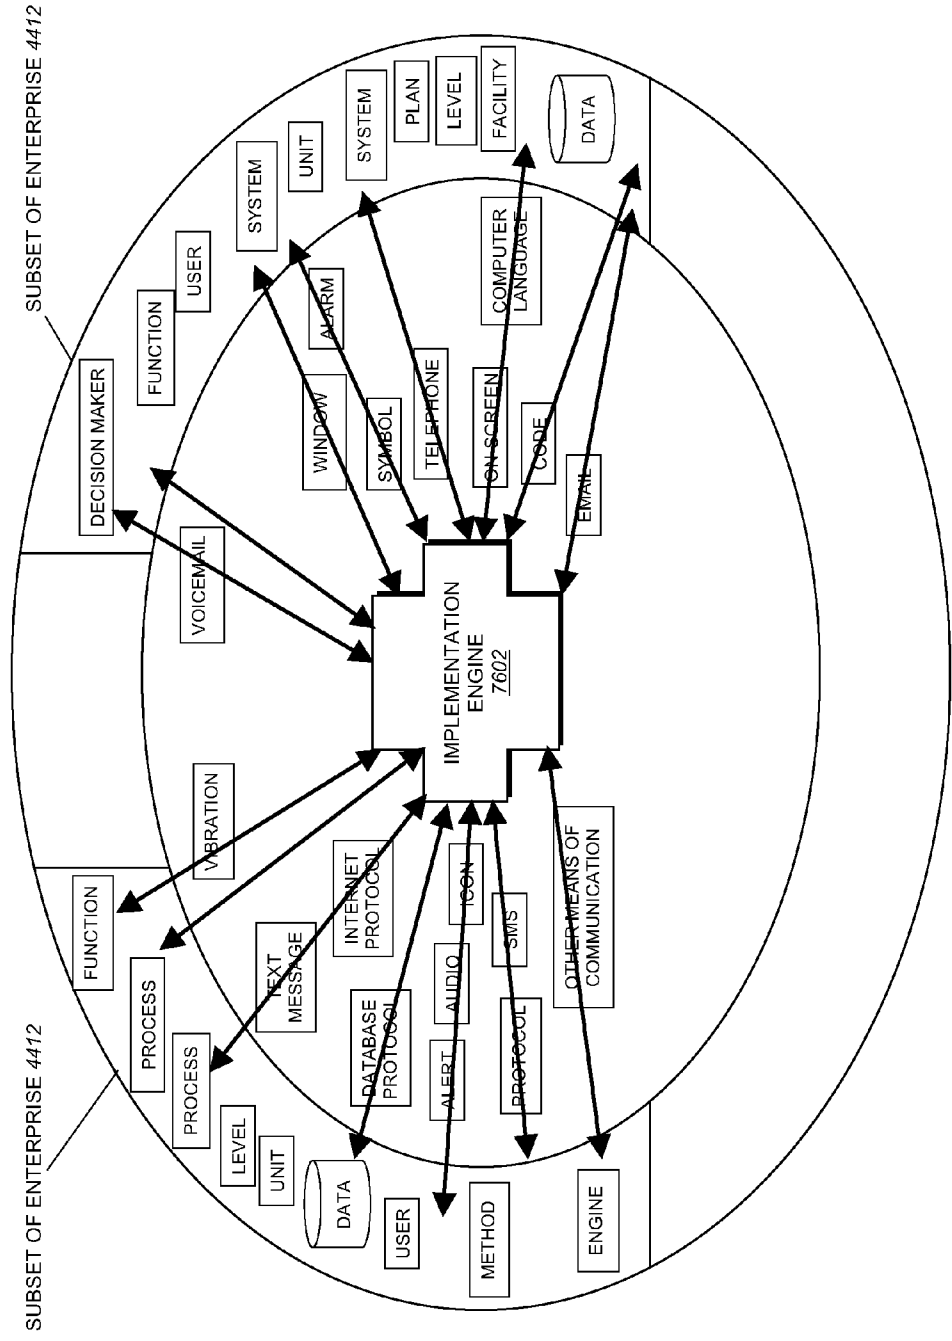 SUBSET OF ENTERPRISE 4412
SUBSET OF ENTERPRISE 4412
FUNCTION
DECISION MAKER
PROCESS
FUNCTION
PROCESS
USER
LEVEL
SYSTEM
UNIT
UNIT
DATA
SYSTEM
USER
PLAN
METHOD
LEVEL
ENGINE
FACILITY
DATA
VIBRATION
VOICEMAIL
TEXT
MESSAGE
INTERNET
PROTOCOL
WINDOW
ALARM
DATABASE
PROTOCOL
SYMBOL
ALERT
AUDIO
ICON
TELEPHONE
PROTOCOL
SMS
ON-SCREEN
COMPUTER
LANGUAGE
OTHER MEANS OF
COMMUNICATION
CODE
EMAIL
IMPLEMENTATION
ENGINE
7602